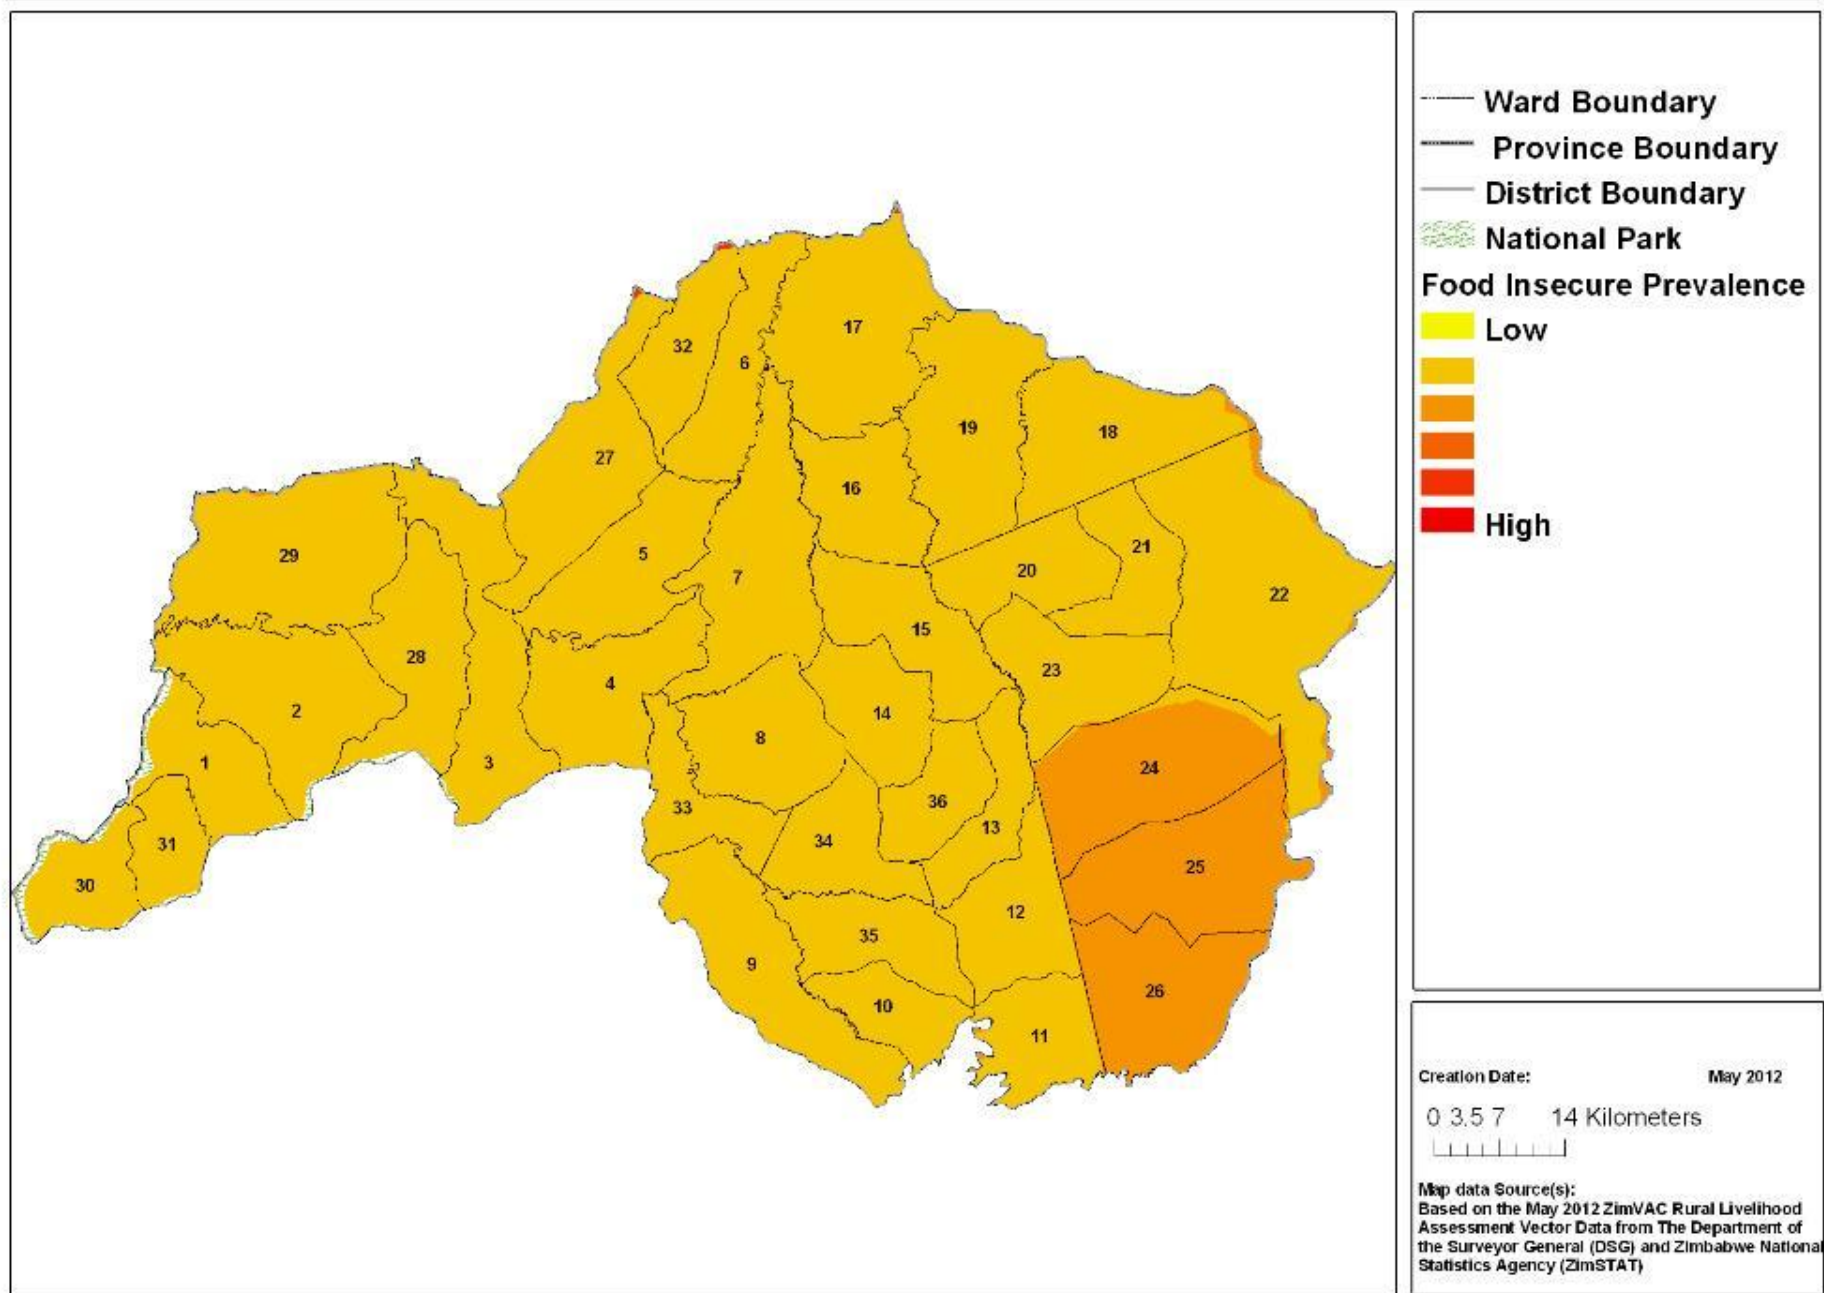 Ward Boundary
Province Boundary
District Boundary
National Park
Food Insecure Prevalence
Low
High
17
32
6
19
18
27
16
29
5
21
20
7
22
15
28
23
4
2
14
8
1
3
24
36
33
13
34
31
25
30
12
35
9
26
10
11
Creation Date: May 2012
0 3.5 7 14 Kilometers
Map data Source(s):
Based on the May 2012 ZimVAC Rural Livelihood
Assessment Vector Data from The Department of
the Surveyor General (DSG) and Zimbabwe National
Statistics Agency (ZimSTAT)